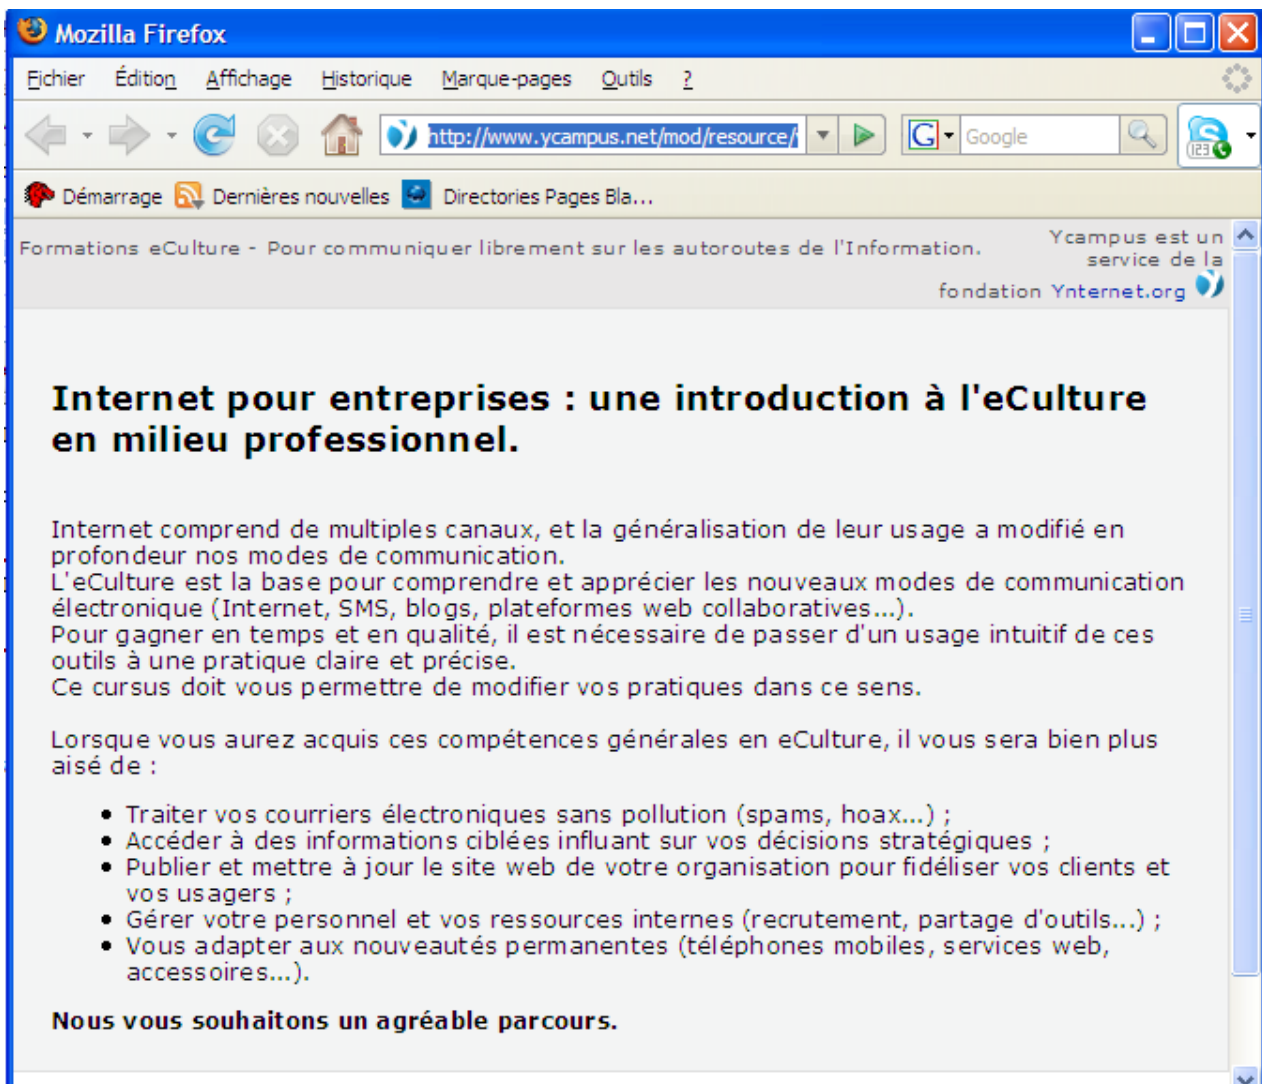 Mozilla Firefox
Fichier Édition Affichage Historique Marque-pages Outils ?
http://www.ycampus.net/mod/resource/ G Google 123
Démarrage Dernières nouvelles Directories Pages Bla...
Formations eCulture - Pour communiquer librement sur les autoroutes de l'Information.
Ycampus est un
service de la
fondation Ynternet.org
Internet pour entreprises : une introduction à l'eCulture
en milieu professionnel.
Internet comprend de multiples canaux, et la généralisation de leur usage a modifié en
profondeur nos modes de communication.
L'eCulture est la base pour comprendre et apprécier les nouveaux modes de communication
électronique (Internet, SMS, blogs, plateformes web collaboratives...).
Pour gagner en temps et en qualité, il est nécessaire de passer d'un usage intuitif de ces
outils à une pratique claire et précise.
Ce cursus doit vous permettre de modifier vos pratiques dans ce sens.
Lorsque vous aurez acquis ces compétences générales en eCulture, il vous sera bien plus
aisé de :
• Traiter vos courriers électroniques sans pollution (spams, hoax...) ;
• Accéder à des informations ciblées influant sur vos décisions stratégiques ;
• Publier et mettre à jour le site web de votre organisation pour fidéliser vos clients et
vos usagers ;
• Gérer votre personnel et vos ressources internes (recrutement, partage d'outils...) ;
• Vous adapter aux nouveautés permanentes (téléphones mobiles, services web,
accessoires...).
Nous vous souhaitons un agréable parcours.